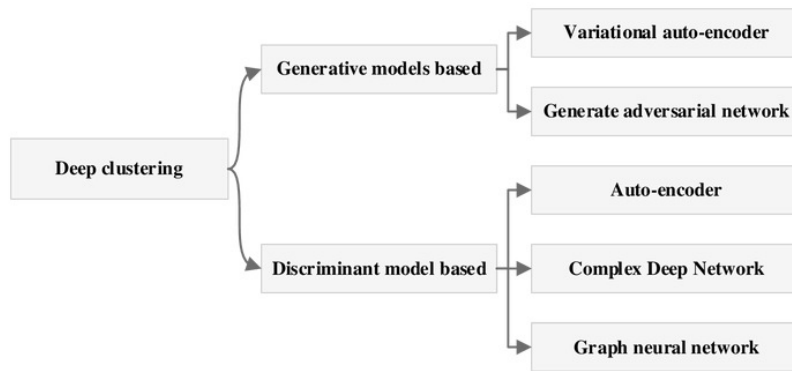 Deep clustering
Generative models based
Variational auto-encoder
Generate adversarial network
Discriminant model based
Auto-encoder
Complex Deep Network
Graph neural network